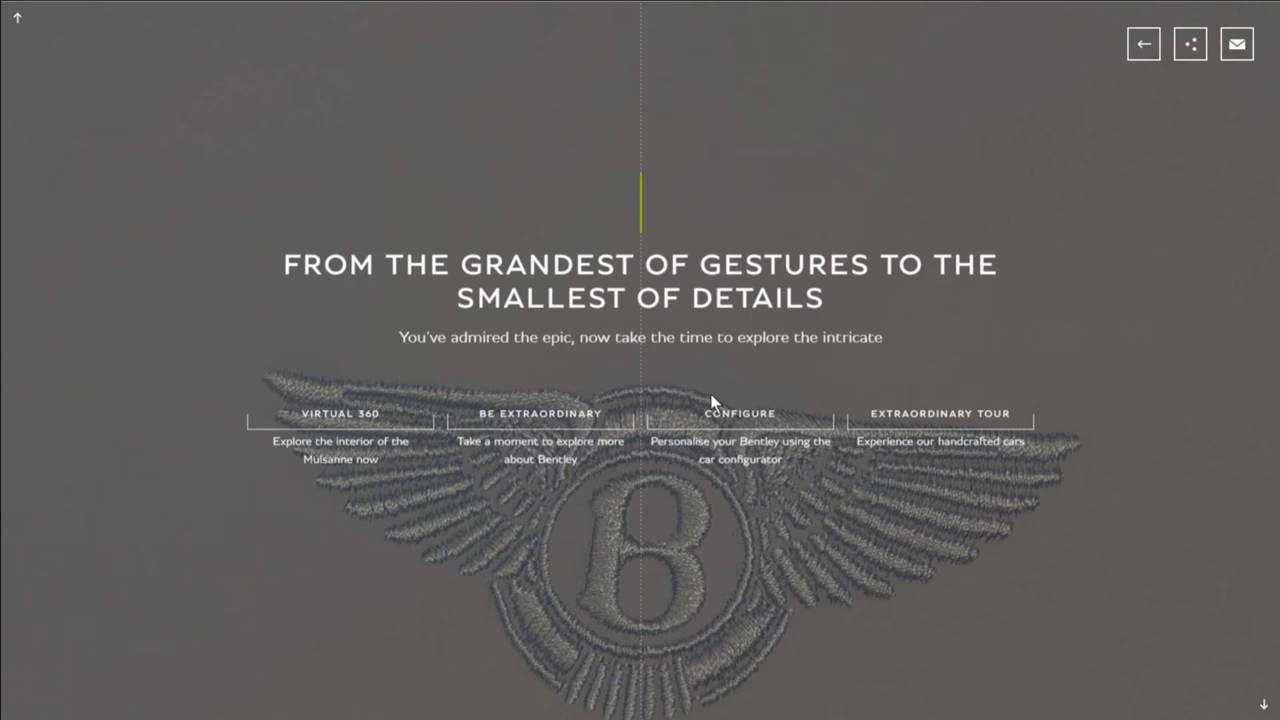 FROM THE GRANDEST OF GESTURES TO THE
SMALLEST OF DETAILS
You've admired the epic, now take the time to explore the intricate
VIRTUAL 360
Explore the interior of the
Mulsanne now
BE EXTRAORDINARY
Take a moment to explore more
about Bentley
CONFIGURE
Personalise your Bentley using the
car configurator
EXTRAORDINARY TOUR
Experience our handcrafted cars
B